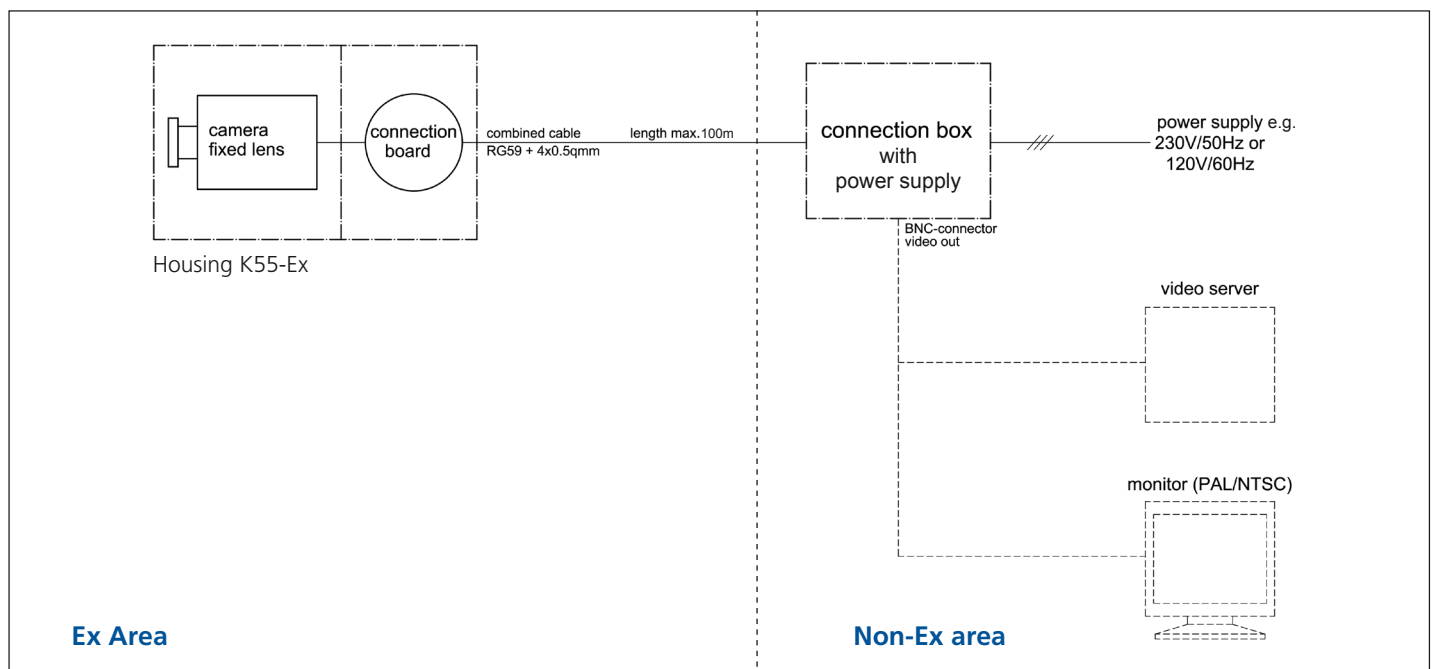 camera
fixed lens
connection
board
combined cable
RG59 + 4x0.5qmm
length max.100m
Housing K55-Ex
connection box
with
power supply
power supply e.g.
230V/50Hz or
120V/60Hz
BNC-connector
video out
video server
monitor (PAL/NTSC)
Ex Area
Non-Ex area